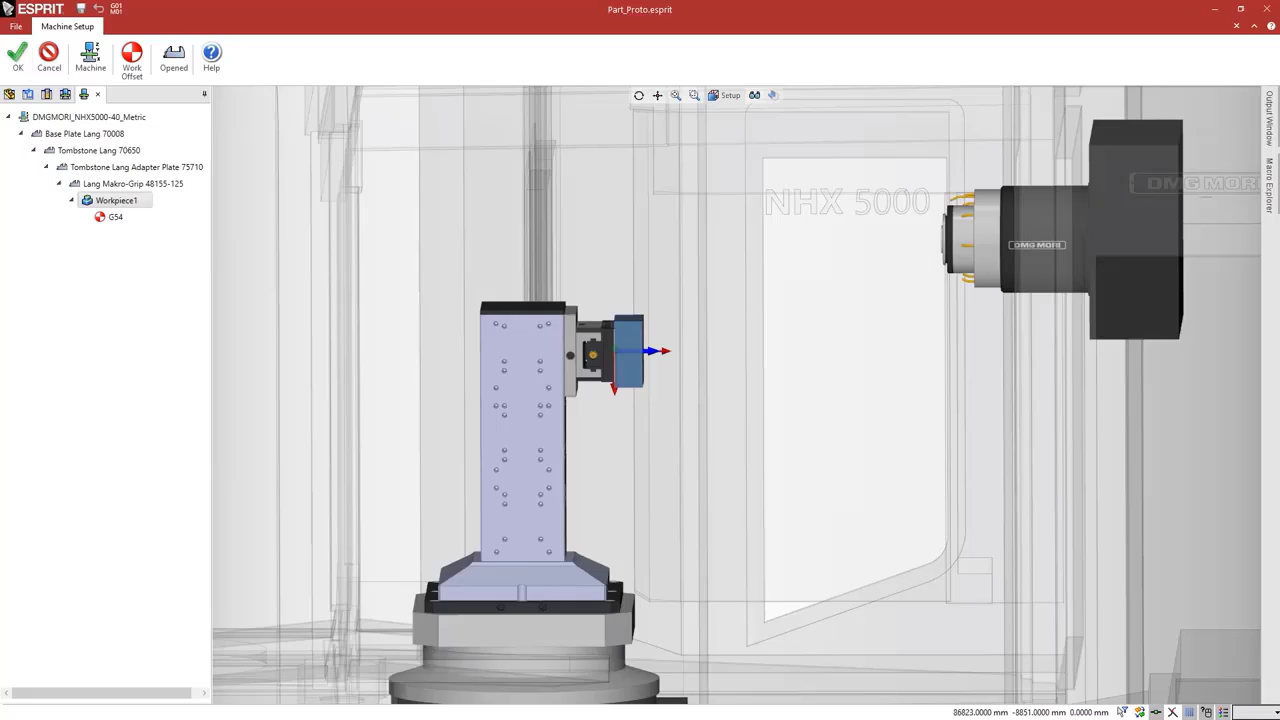 ESPRIT
G01
M01
Part_Proto.esprit
File
Machine Setup
OK
Cancel
Machine
Work
Offset
Opened
Help
Setup
DMGMORI_NHX5000-40_Metric
Base Plate Lang 70008
Tombstone Lang 70650
Tombstone Lang Adapter Plate 75710
Lang Makro-Grip 48155-125
Workpiece1
G54
NHX 5000
DMG MORI
DMG MORI
Output Window
Macro Explorer
86823.0000 mm -8851.0000 mm 0.0000 mm